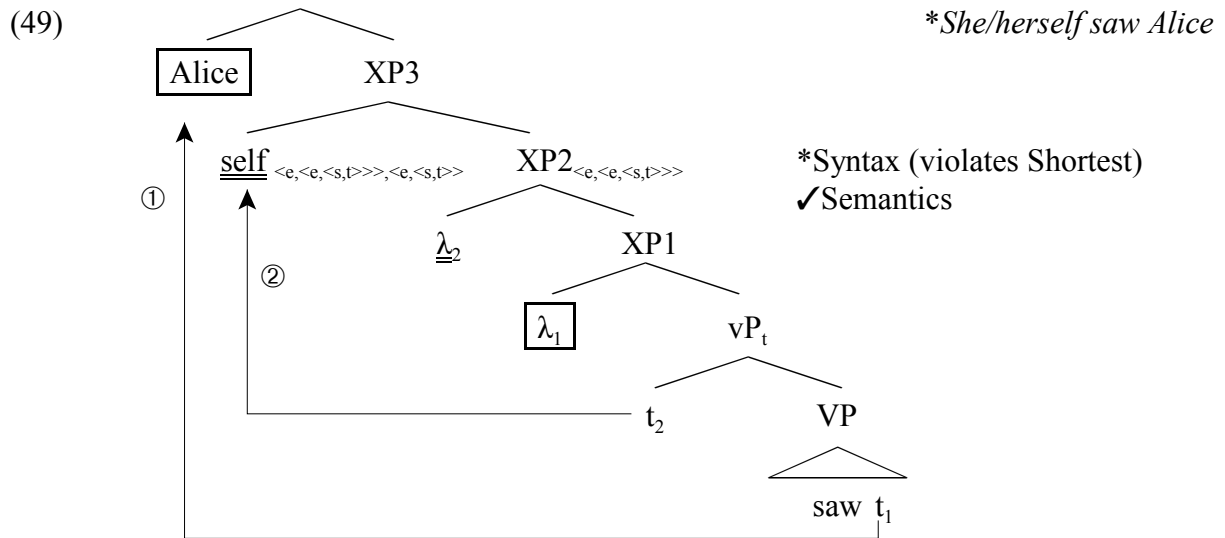 (49) *She/herself saw Alice
Alice XP3
self <e,<e,<s,t>>>,<e,<s,t>> XP2<e,<e,<s,t>>> *Syntax (violates Shortest)
① ✓Semantics
λ2 XP1
②
λ1 vPt
t2 VP
saw t1